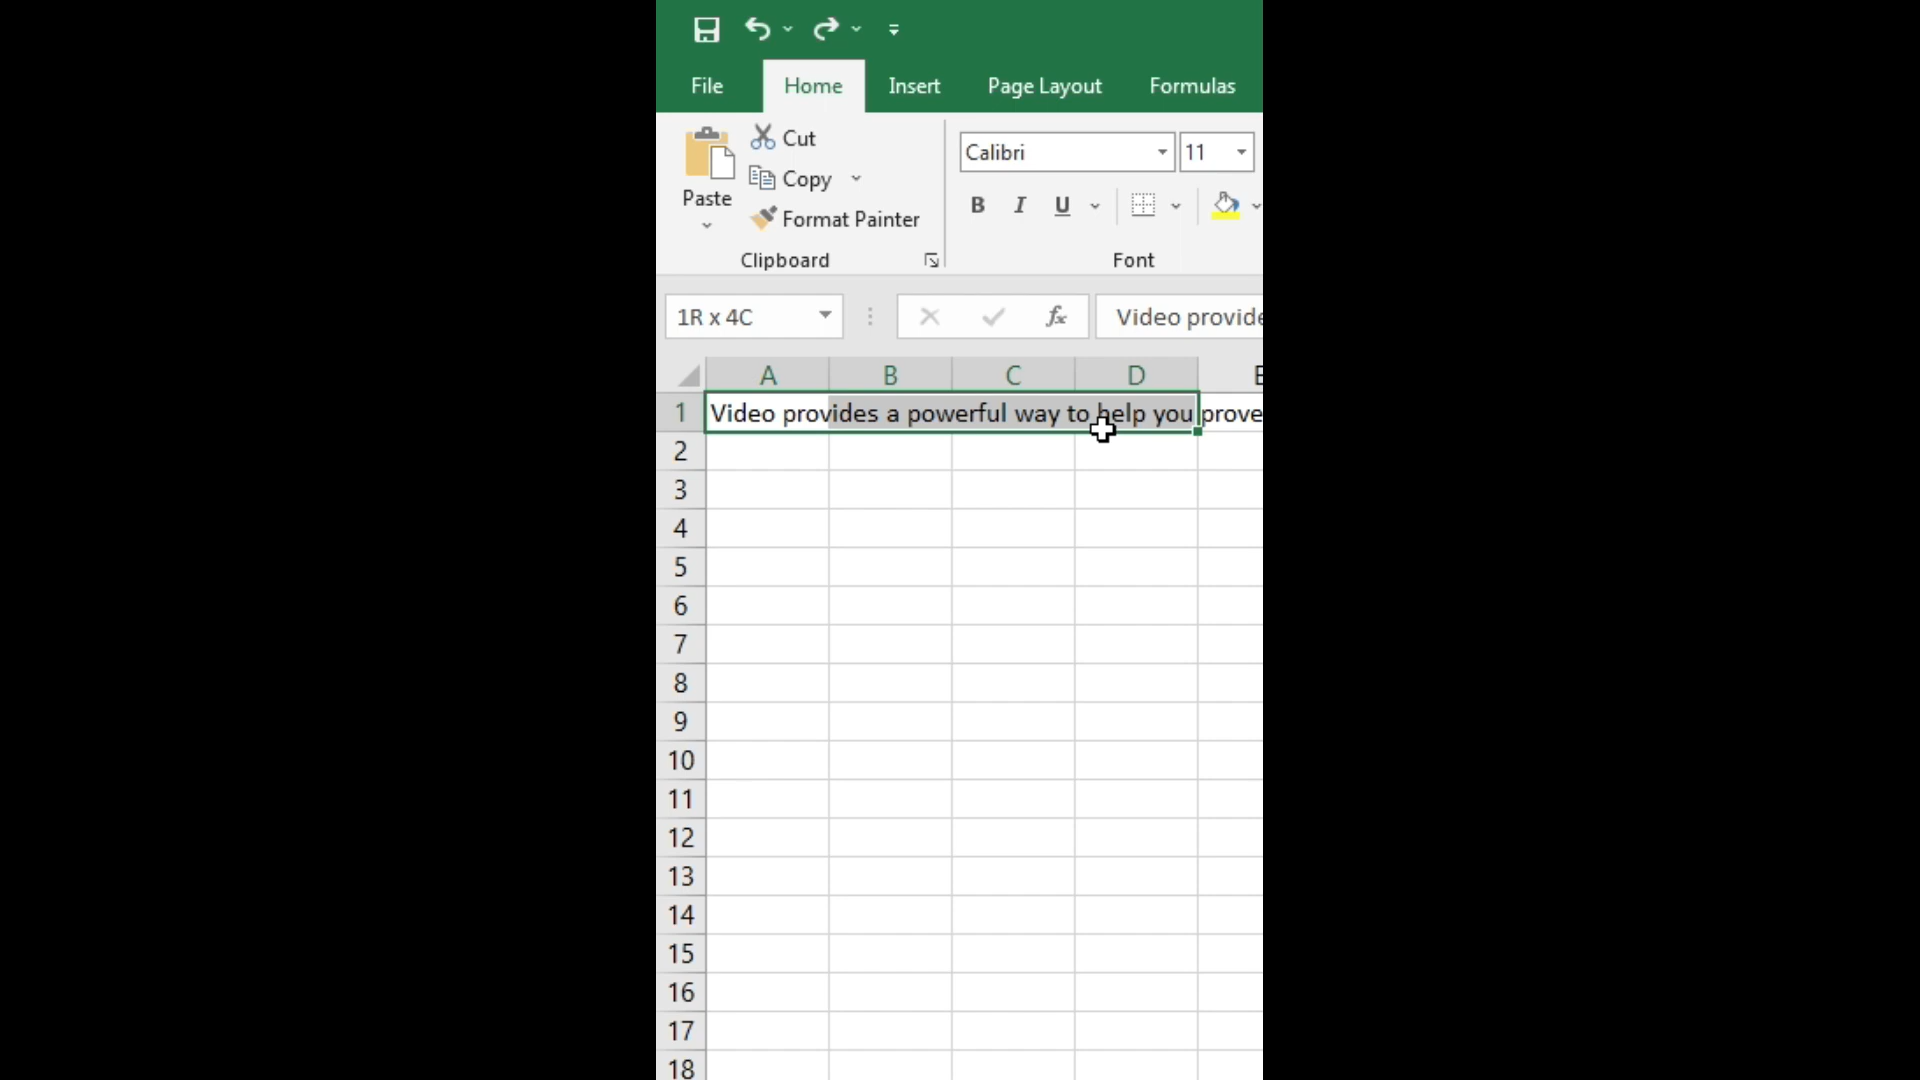 File Home Insert Page Layout Formulas
Cut
Copy
Paste
Format Painter
Calibri 11
B I U
Clipboard Font
1R x 4C fx Video provide
A B C D E
1 Video provides a powerful way to help you prove
2
3
4
5
6
7
8
9
10
11
12
13
14
15
16
17
18